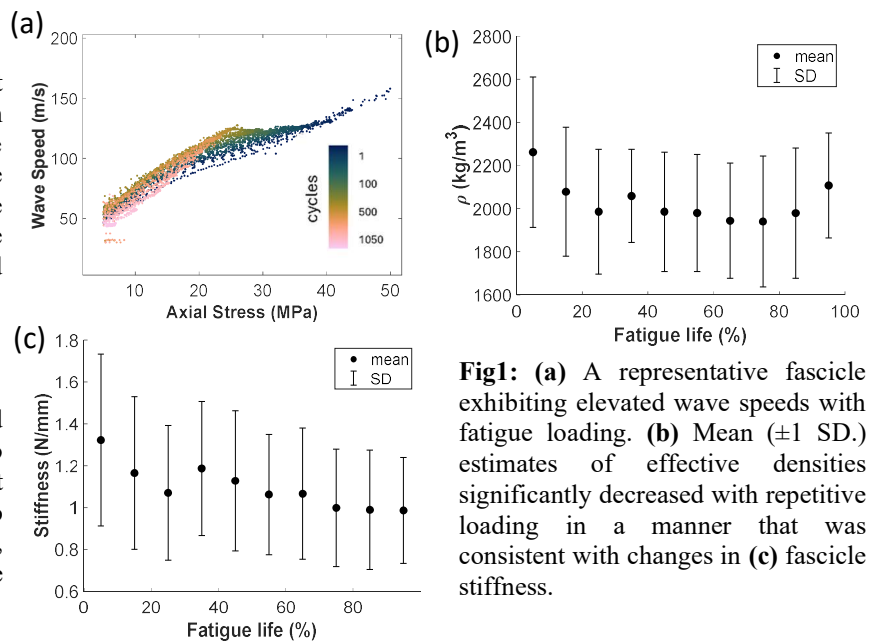 (a)
200
150
100
50
Wave Speed (m/s)
10 20 30 40 50
Axial Stress (MPa)
cycles
1
100
500
1050
(b)
2800
2600
2400
2200
2000
1800
1600
ρ (kg/m³)
mean
SD
0 20 40 60 80 100
Fatigue life (%)
(c)
1.8
1.6
1.4
1.2
1
0.8
0.6
Stiffness (N/mm)
mean
SD
0 20 40 60 80
Fatigue life (%)
Fig1: (a) A representative fascicle
exhibiting elevated wave speeds with
fatigue loading. (b) Mean (±1 SD.)
estimates of effective densities
significantly decreased with repetitive
loading in a manner that was
consistent with changes in (c) fascicle
stiffness.